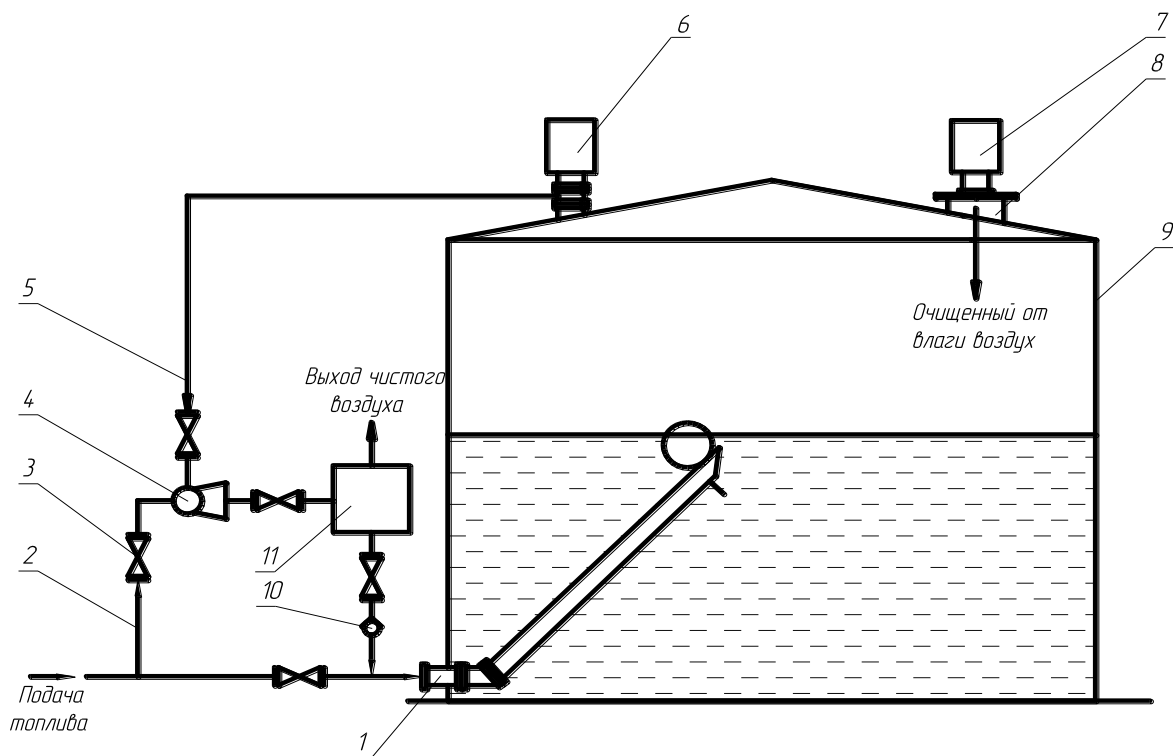 6
7
8
9
Очищенный от
влаги воздух
5
Выход чистого
воздуха
4
3
2
11
10
Подача
топлива
1